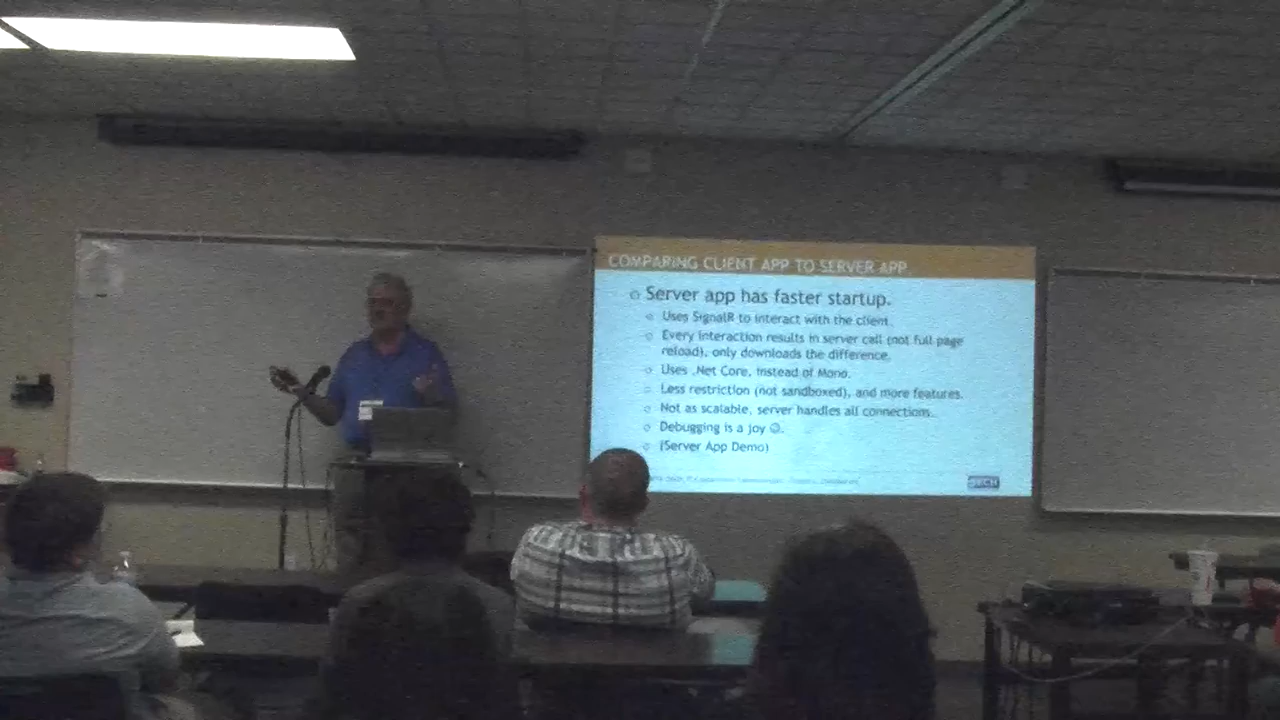 COMPARING CLIENT APP TO SERVER APP.
Server app has faster startup.
Uses SignalR to interact with the client.
Every interaction results in server call (not full page
reload), only downloads the difference.
Uses .Net Core, instead of Mono.
Less restriction (not sandboxed), and more features.
Not as scalable, server handles all connections.
Debugging is a joy ☺.
(Server App Demo)